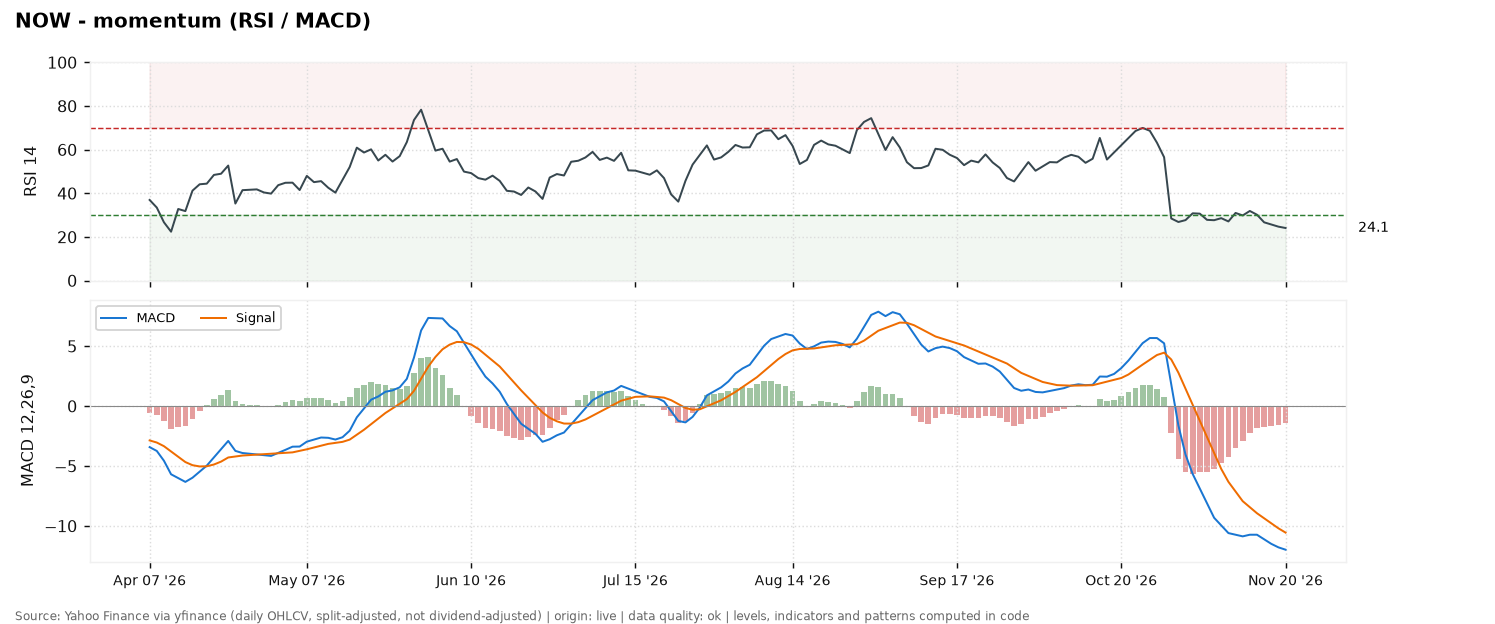 NOW - momentum (RSI / MACD)
100
80
60
40
20
0
RSI 14
24.1
MACD
Signal
5
0
−5
−10
MACD 12,26,9
Apr 07 '26
May 07 '26
Jun 10 '26
Jul 15 '26
Aug 14 '26
Sep 17 '26
Oct 20 '26
Nov 20 '26
Source: Yahoo Finance via yfinance (daily OHLCV, split-adjusted, not dividend-adjusted) | origin: live | data quality: ok | levels, indicators and patterns computed in code